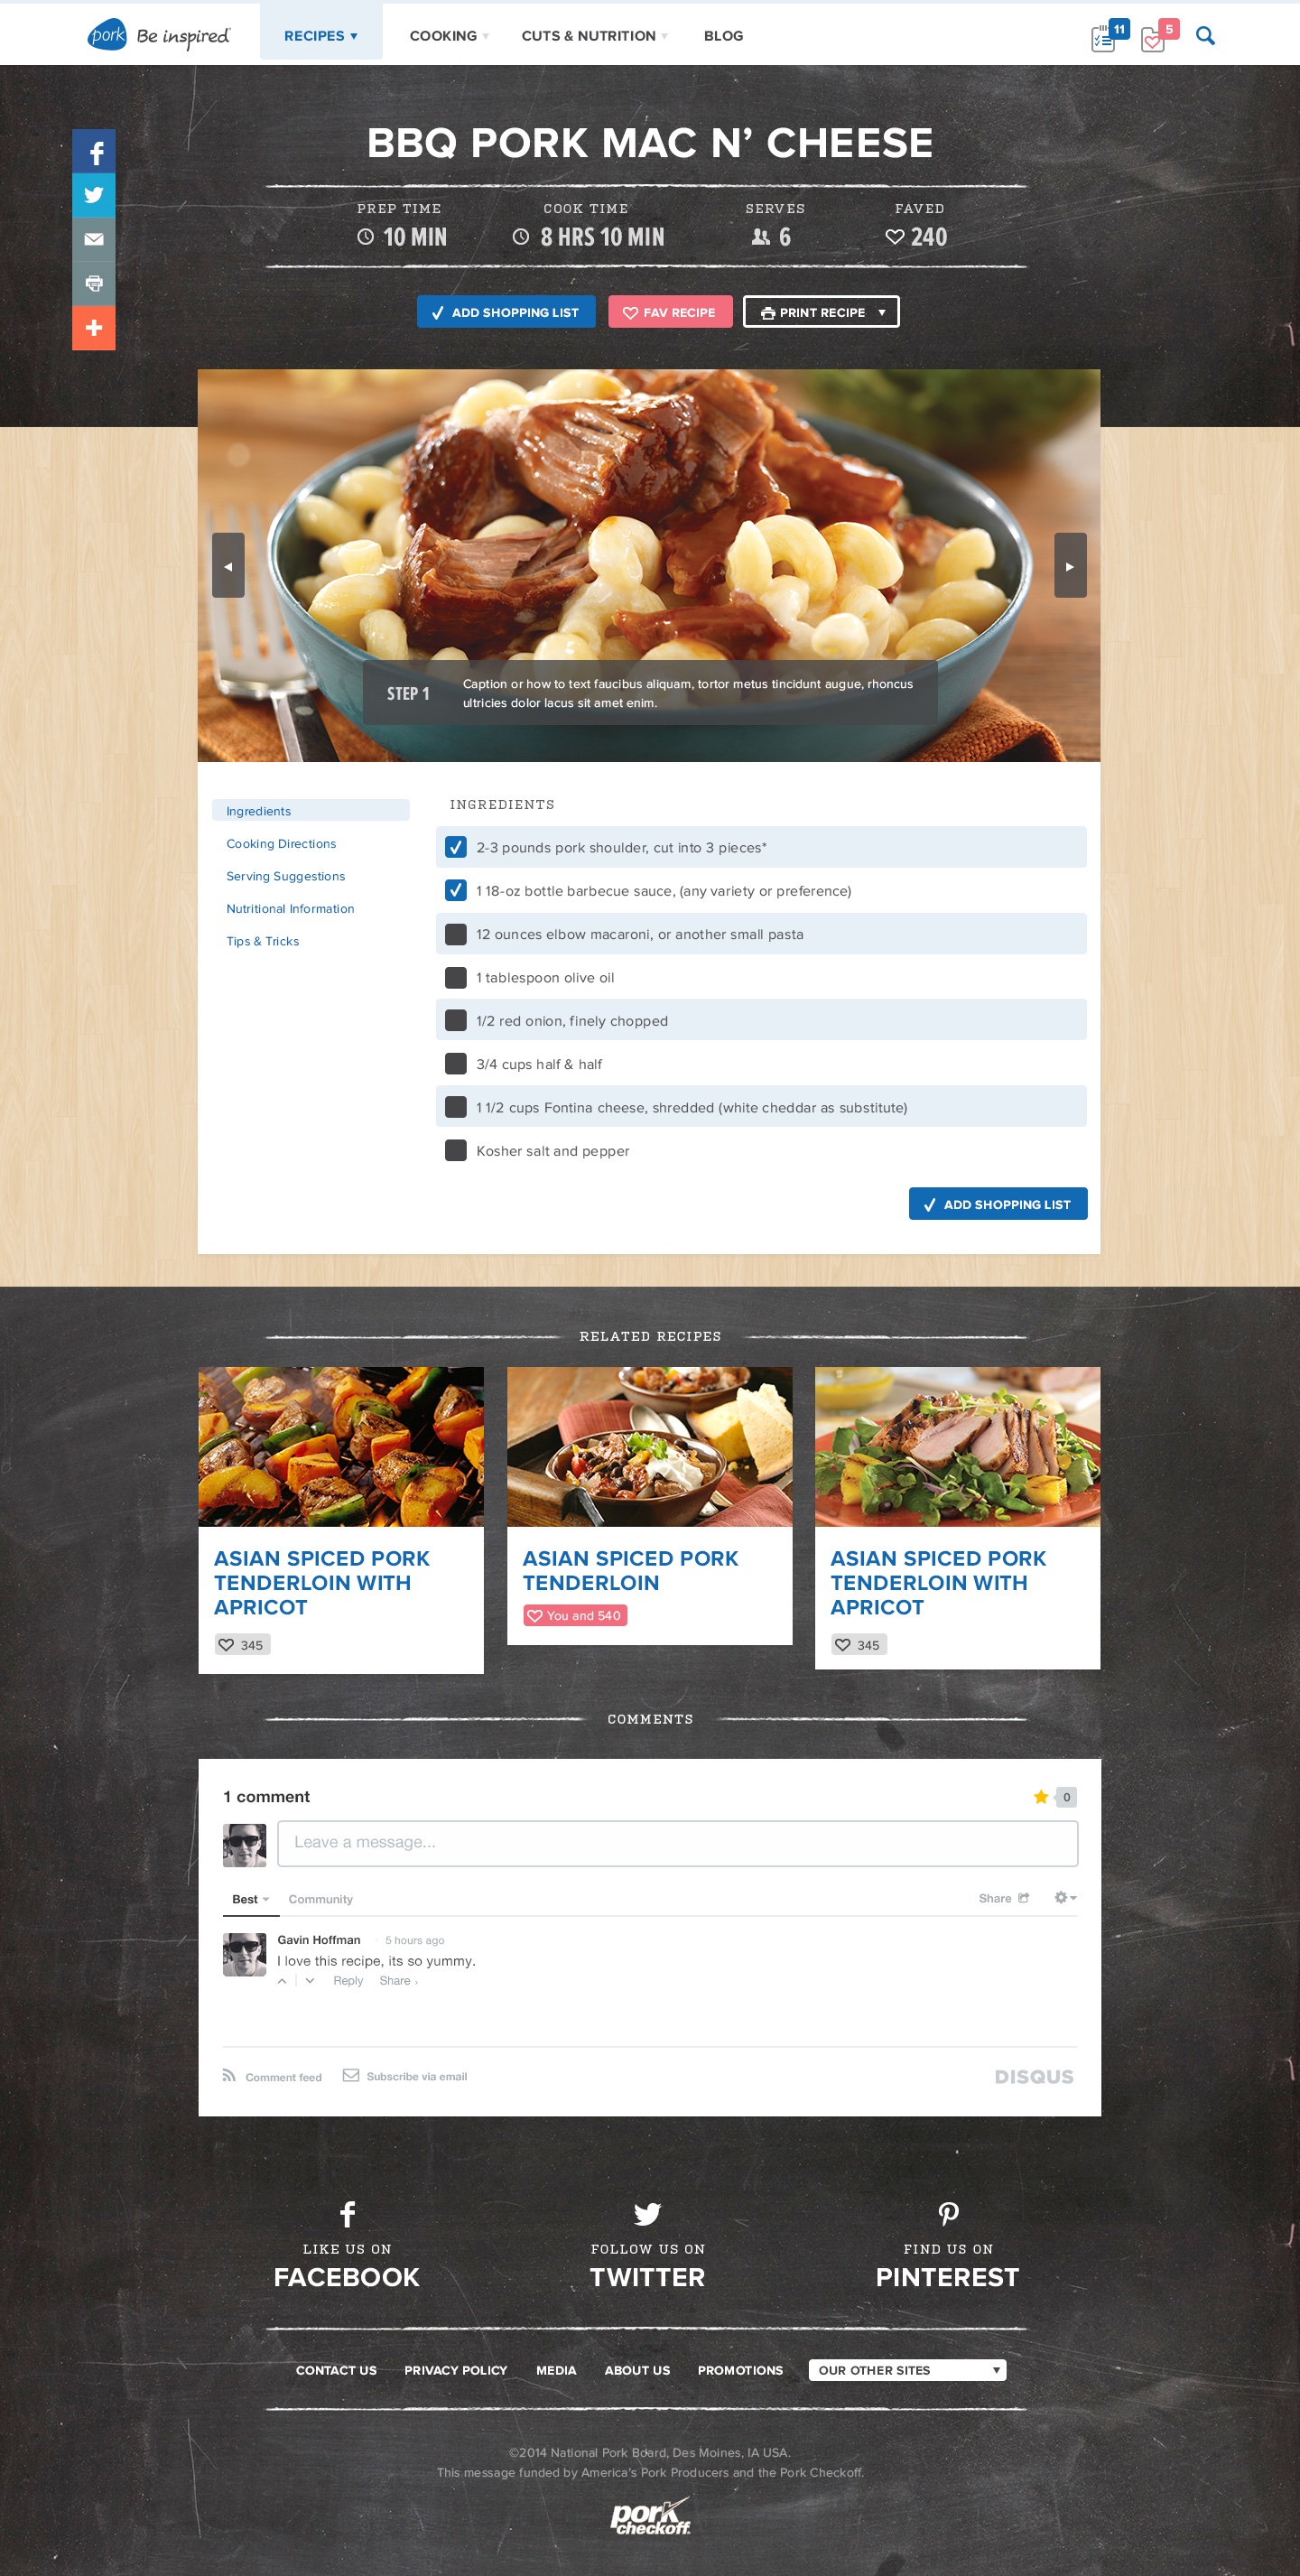 pork Be inspired
RECIPES
COOKING
CUTS & NUTRITION
BLOG
11
5
BBQ PORK MAC N’ CHEESE
PREP TIME
10 MIN
COOK TIME
8 HRS 10 MIN
SERVES
6
FAVED
240
ADD SHOPPING LIST
FAV RECIPE
PRINT RECIPE
STEP 1
Caption or how to text faucibus aliquam, tortor metus tincidunt augue, rhoncus
ultricies dolor lacus sit amet enim.
Ingredients
Cooking Directions
Serving Suggestions
Nutritional Information
Tips & Tricks
INGREDIENTS
2-3 pounds pork shoulder, cut into 3 pieces*
1 18-oz bottle barbecue sauce, (any variety or preference)
12 ounces elbow macaroni, or another small pasta
1 tablespoon olive oil
1/2 red onion, finely chopped
3/4 cups half & half
1 1/2 cups Fontina cheese, shredded (white cheddar as substitute)
Kosher salt and pepper
ADD SHOPPING LIST
RELATED RECIPES
ASIAN SPICED PORK
TENDERLOIN WITH
APRICOT
345
ASIAN SPICED PORK
TENDERLOIN
You and 540
ASIAN SPICED PORK
TENDERLOIN WITH
APRICOT
345
COMMENTS
1 comment
0
Leave a message...
Best
Community
Share
Gavin Hoffman
5 hours ago
I love this recipe, its so yummy.
Reply
Share ›
Comment feed
Subscribe via email
DISQUS
LIKE US ON
FACEBOOK
FOLLOW US ON
TWITTER
FIND US ON
PINTEREST
CONTACT US
PRIVACY POLICY
MEDIA
ABOUT US
PROMOTIONS
OUR OTHER SITES
©2014 National Pork Board, Des Moines, IA USA.
This message funded by America’s Pork Producers and the Pork Checkoff.
pork
checkoff